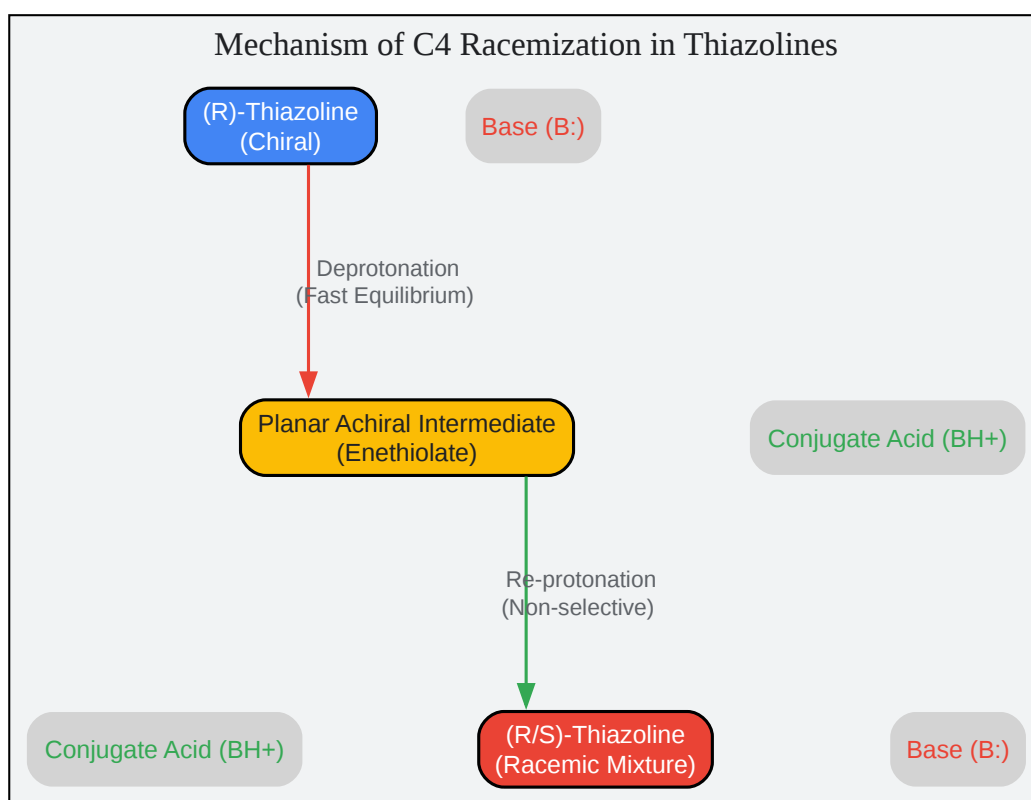 Mechanism of C4 Racemization in Thiazolines
(R)-Thiazoline
(Chiral)
Base (B:)
Deprotonation
(Fast Equilibrium)
Planar Achiral Intermediate
(Enethiolate)
Conjugate Acid (BH+)
Re-protonation
(Non-selective)
Conjugate Acid (BH+)
(R/S)-Thiazoline
(Racemic Mixture)
Base (B:)